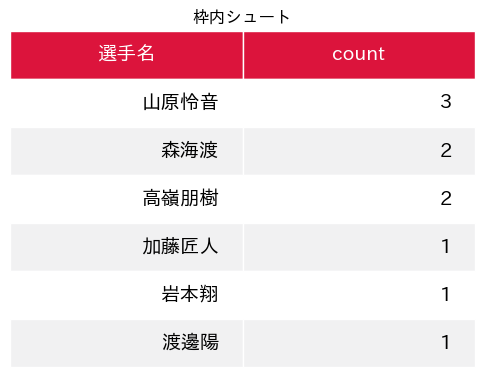 枠内シュート
選手名 count
山原怜音 3
森海渡 2
高嶺朋樹 2
加藤匠人 1
岩本翔 1
渡邊陽 1